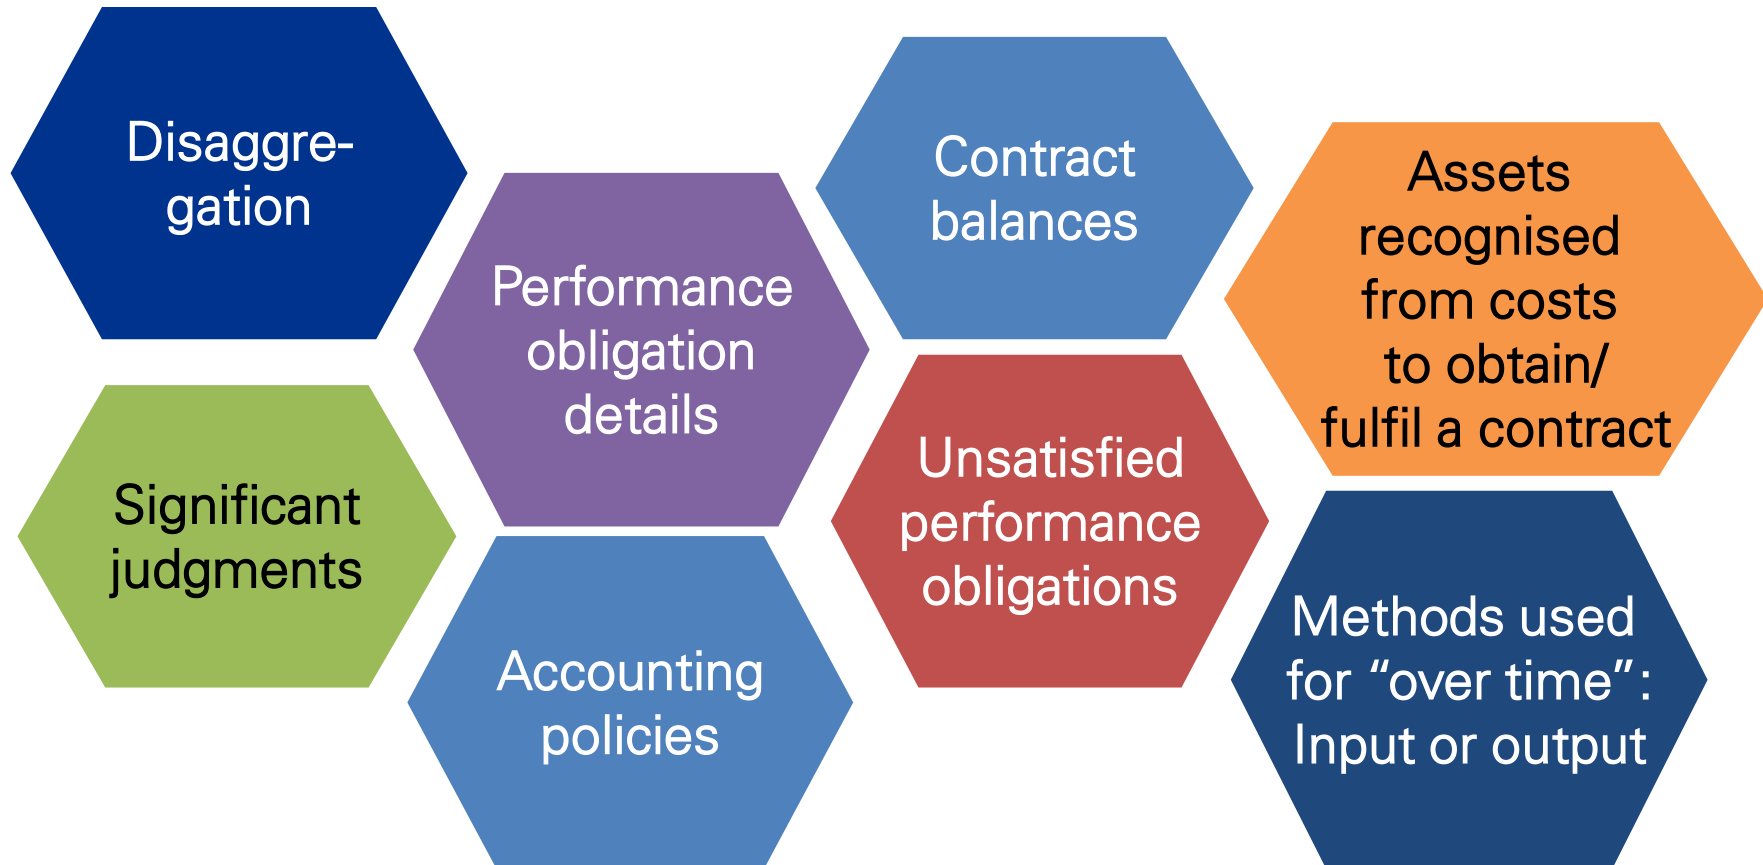 Disaggre-
gation
Performance
obligation
details
Contract
balances
Assets
recognised
from costs
to obtain/
fulfil a contract
Significant
judgments
Accounting
policies
Unsatisfied
performance
obligations
Methods used
for “over time”:
Input or output